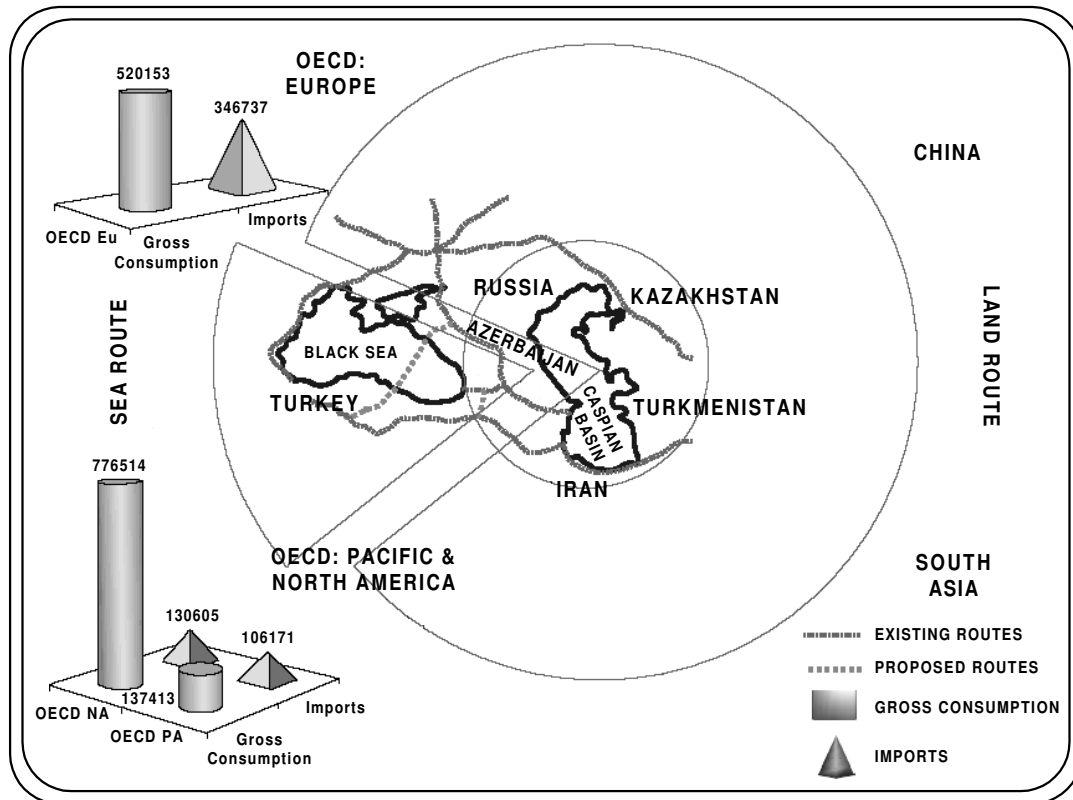 520153
346737
OECD Eu
Gross
Consumption
Imports
OECD:
EUROPE
CHINA
SEA ROUTE
LAND ROUTE
RUSSIA
KAZAKHSTAN
AZERBAIJAN
BLACK SEA
TURKEY
CASPIAN
BASIN
TURKMENISTAN
IRAN
OECD: PACIFIC &
NORTH AMERICA
SOUTH
ASIA
776514
130605
106171
137413
OECD NA
OECD PA
Gross
Consumption
Imports
EXISTING ROUTES
PROPOSED ROUTES
GROSS CONSUMPTION
IMPORTS